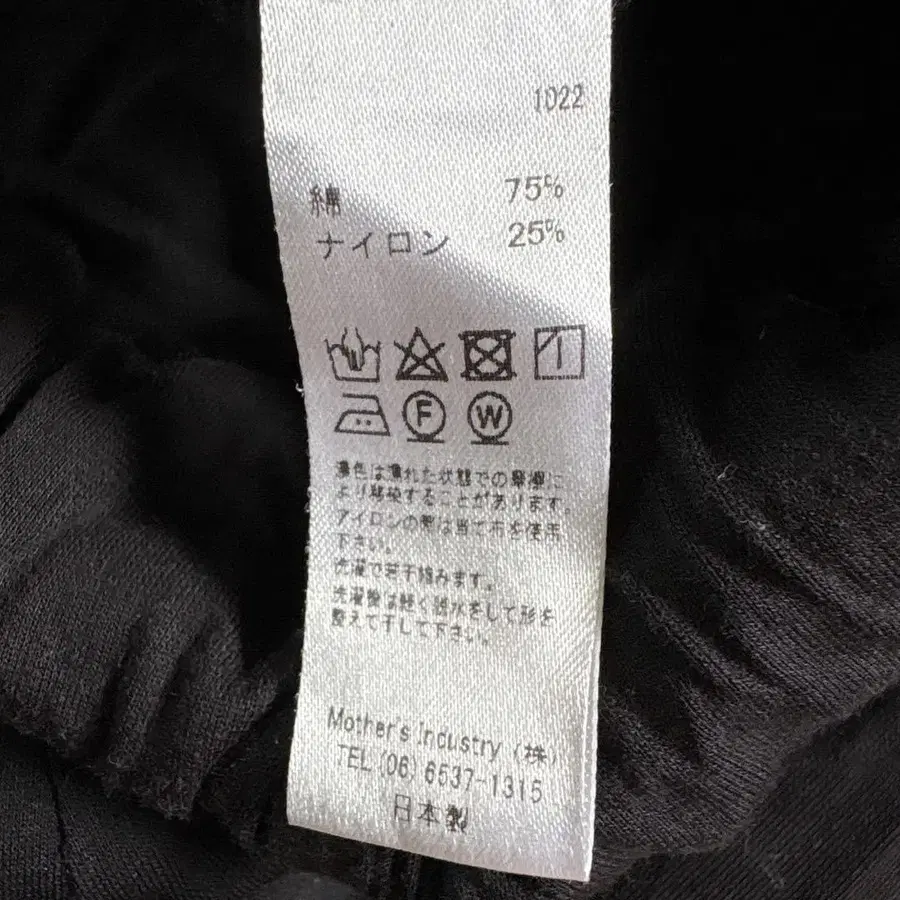 1022
綿 75%
ナイロン 25%
F W
濃色は濡れた状態での摩擦に
より移染することがあります。
アイロンの際は当て布を使用
下さい。
洗濯で若干縮みます。
洗濯後は軽く脱水をして形を
整えて干して下さい。
Mother's Industry (株)
TEL (06) 6537-1315
日本製